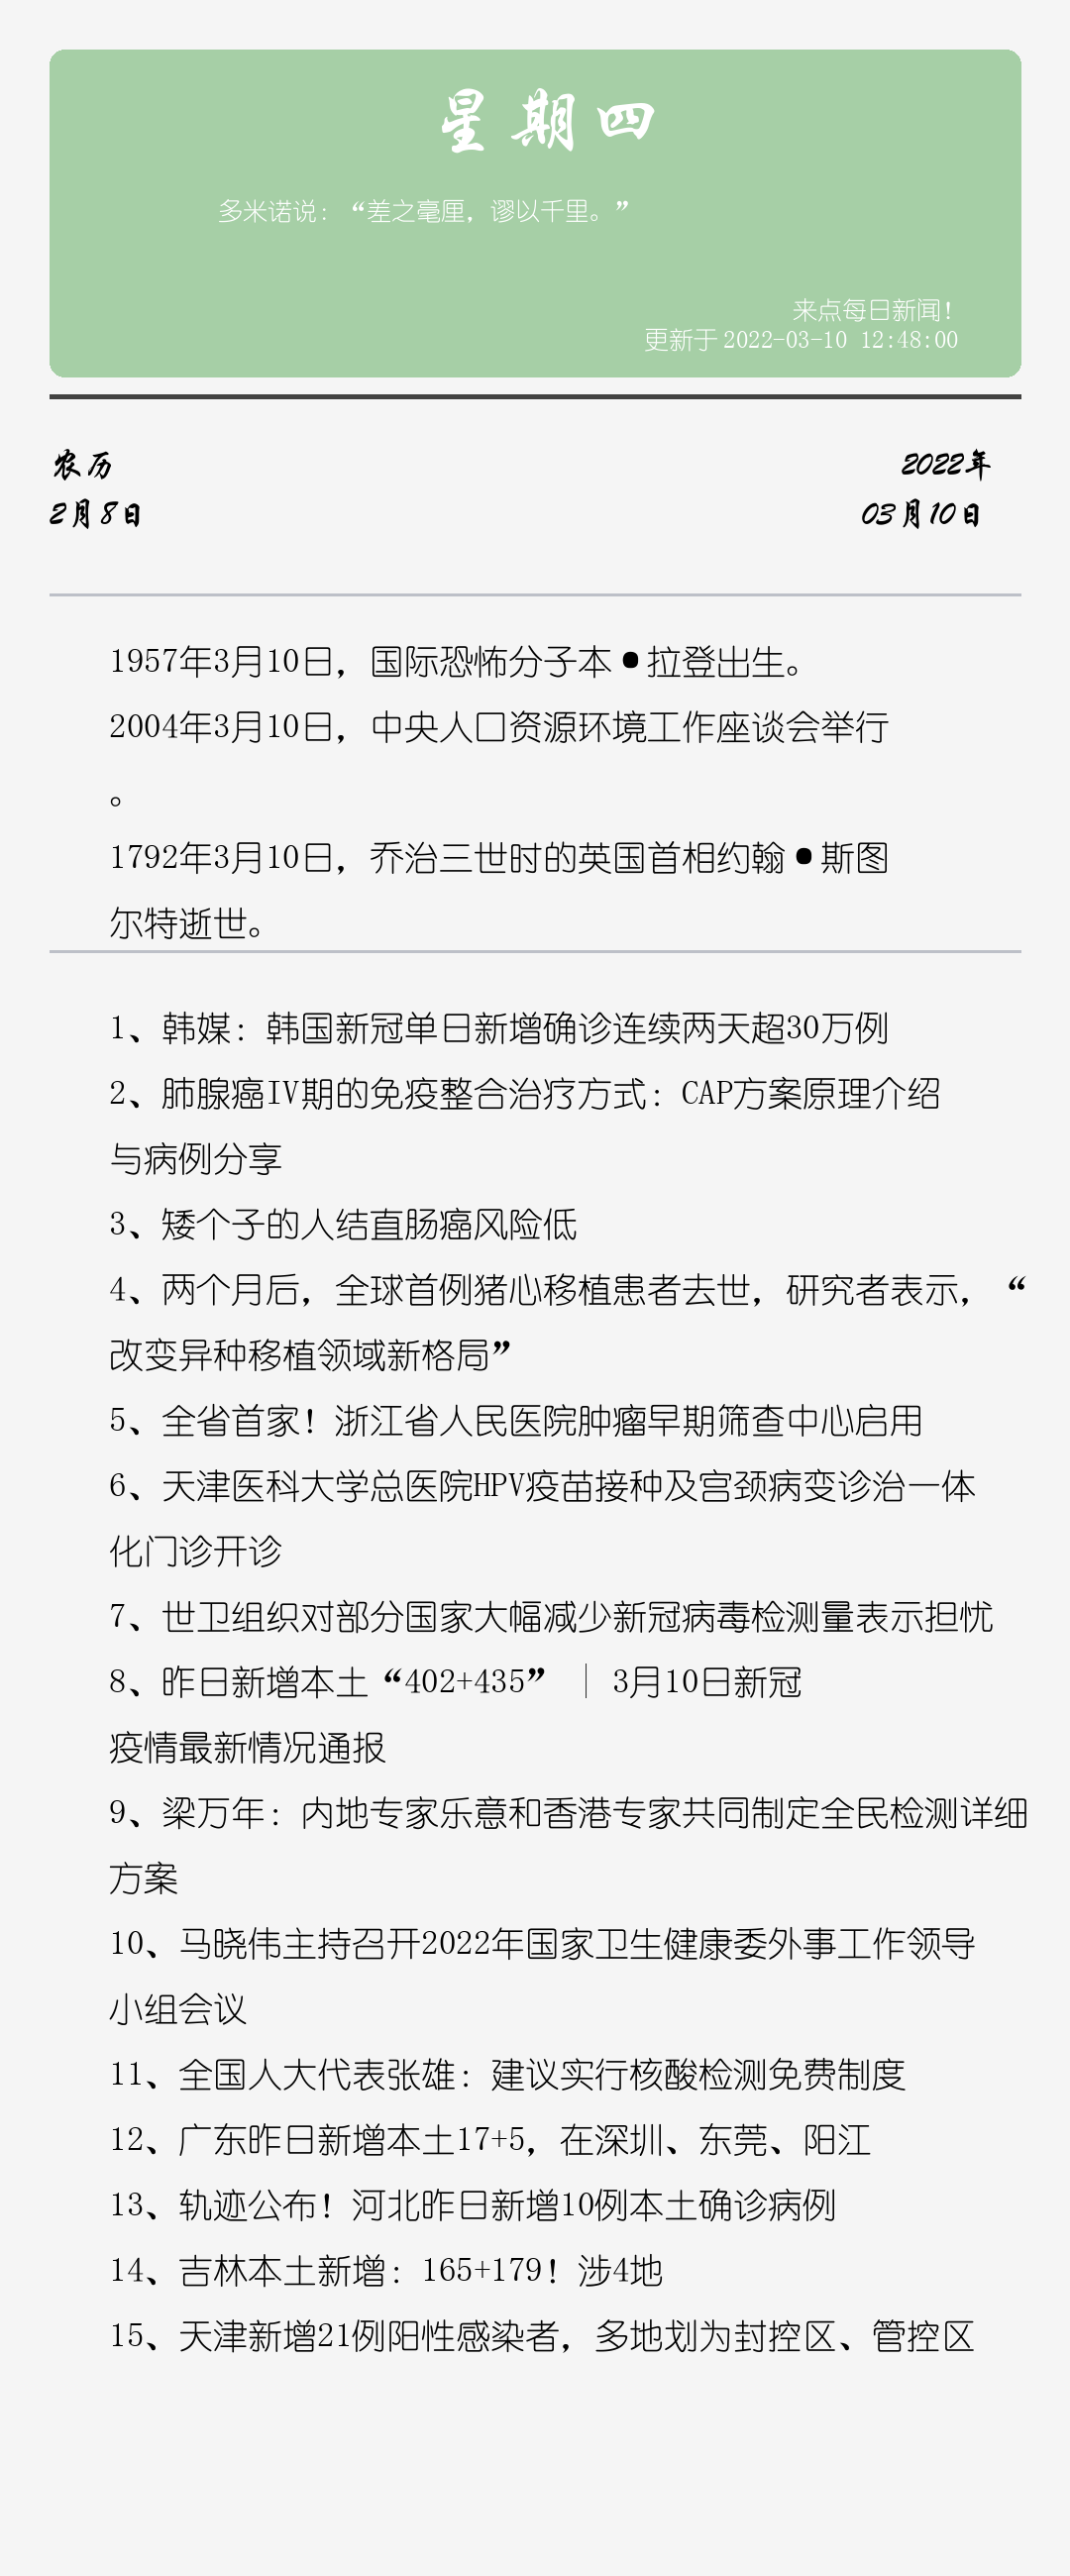 星期四
多米诺说：“差之毫厘，谬以千里。”
来点每日新闻！
更新于2022-03-10 12:48:00
农历
2月8日
2022年
03月10日
1957年3月10日，国际恐怖分子本●拉登出生。
2004年3月10日，中央人口资源环境工作座谈会举行
。
1792年3月10日，乔治三世时的英国首相约翰●斯图
尔特逝世。
1、韩媒：韩国新冠单日新增确诊连续两天超30万例
2、肺腺癌IV期的免疫整合治疗方式：CAP方案原理介绍
与病例分享
3、矮个子的人结直肠癌风险低
4、两个月后，全球首例猪心移植患者去世，研究者表示，“
改变异种移植领域新格局”
5、全省首家！浙江省人民医院肿瘤早期筛查中心启用
6、天津医科大学总医院HPV疫苗接种及宫颈病变诊治一体
化门诊开诊
7、世卫组织对部分国家大幅减少新冠病毒检测量表示担忧
8、昨日新增本土“402+435”｜3月10日新冠
疫情最新情况通报
9、梁万年：内地专家乐意和香港专家共同制定全民检测详细
方案
10、马晓伟主持召开2022年国家卫生健康委外事工作领导
小组会议
11、全国人大代表张雄：建议实行核酸检测免费制度
12、广东昨日新增本土17+5，在深圳、东莞、阳江
13、轨迹公布！河北昨日新增10例本土确诊病例
14、吉林本土新增：165+179！涉4地
15、天津新增21例阳性感染者，多地划为封控区、管控区